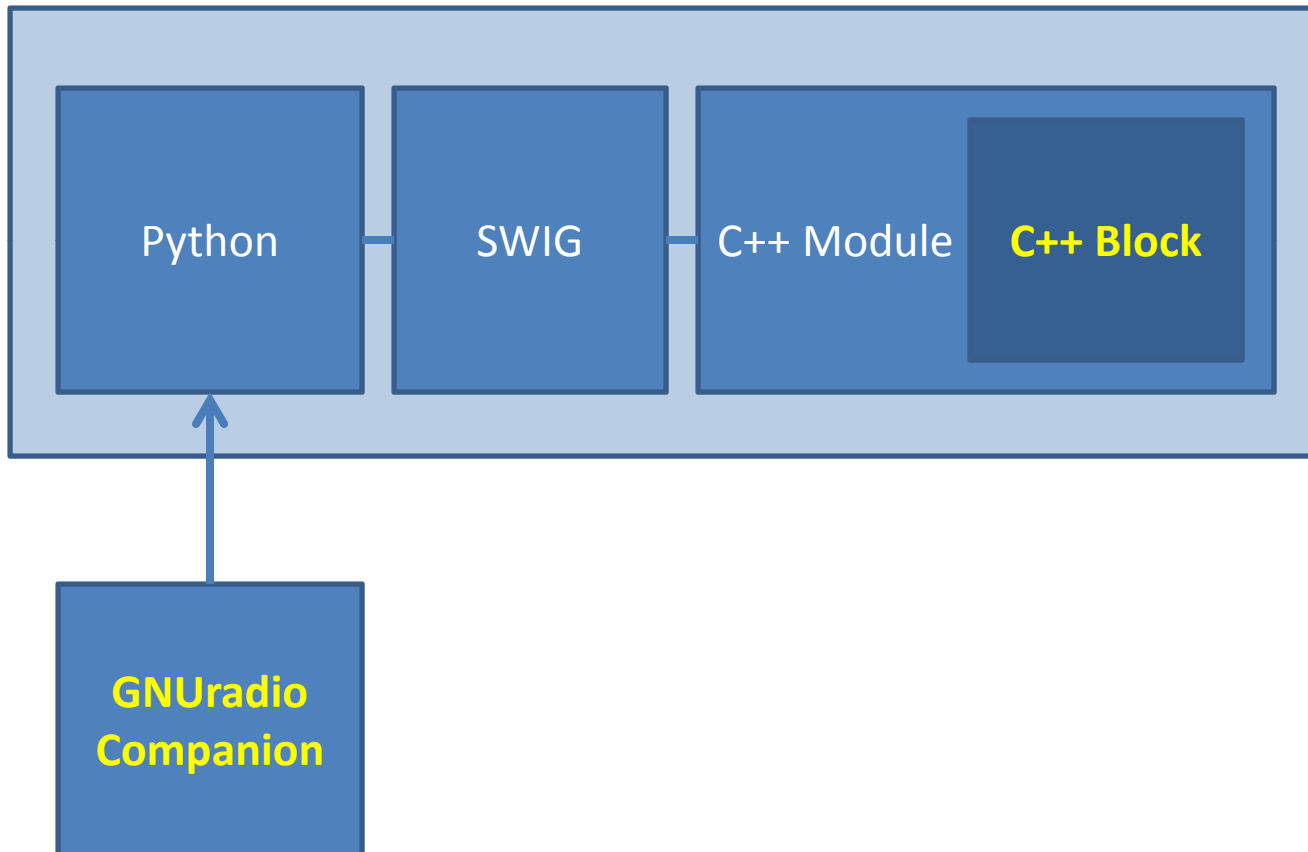 Python
SWIG
C++ Module
C++ Block
GNUradio
Companion